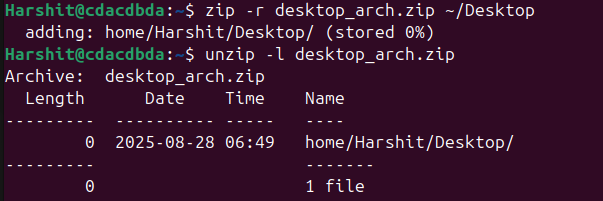 Harshit@cdacdbda:~$ zip -r desktop_arch.zip ~/Desktop
  adding: home/Harshit/Desktop/ (stored 0%)
Harshit@cdacdbda:~$ unzip -l desktop_arch.zip
Archive:  desktop_arch.zip
  Length      Date    Time    Name
---------  ---------- -----   ----
        0  2025-08-28 06:49   home/Harshit/Desktop/
---------                     -------
        0                     1 file